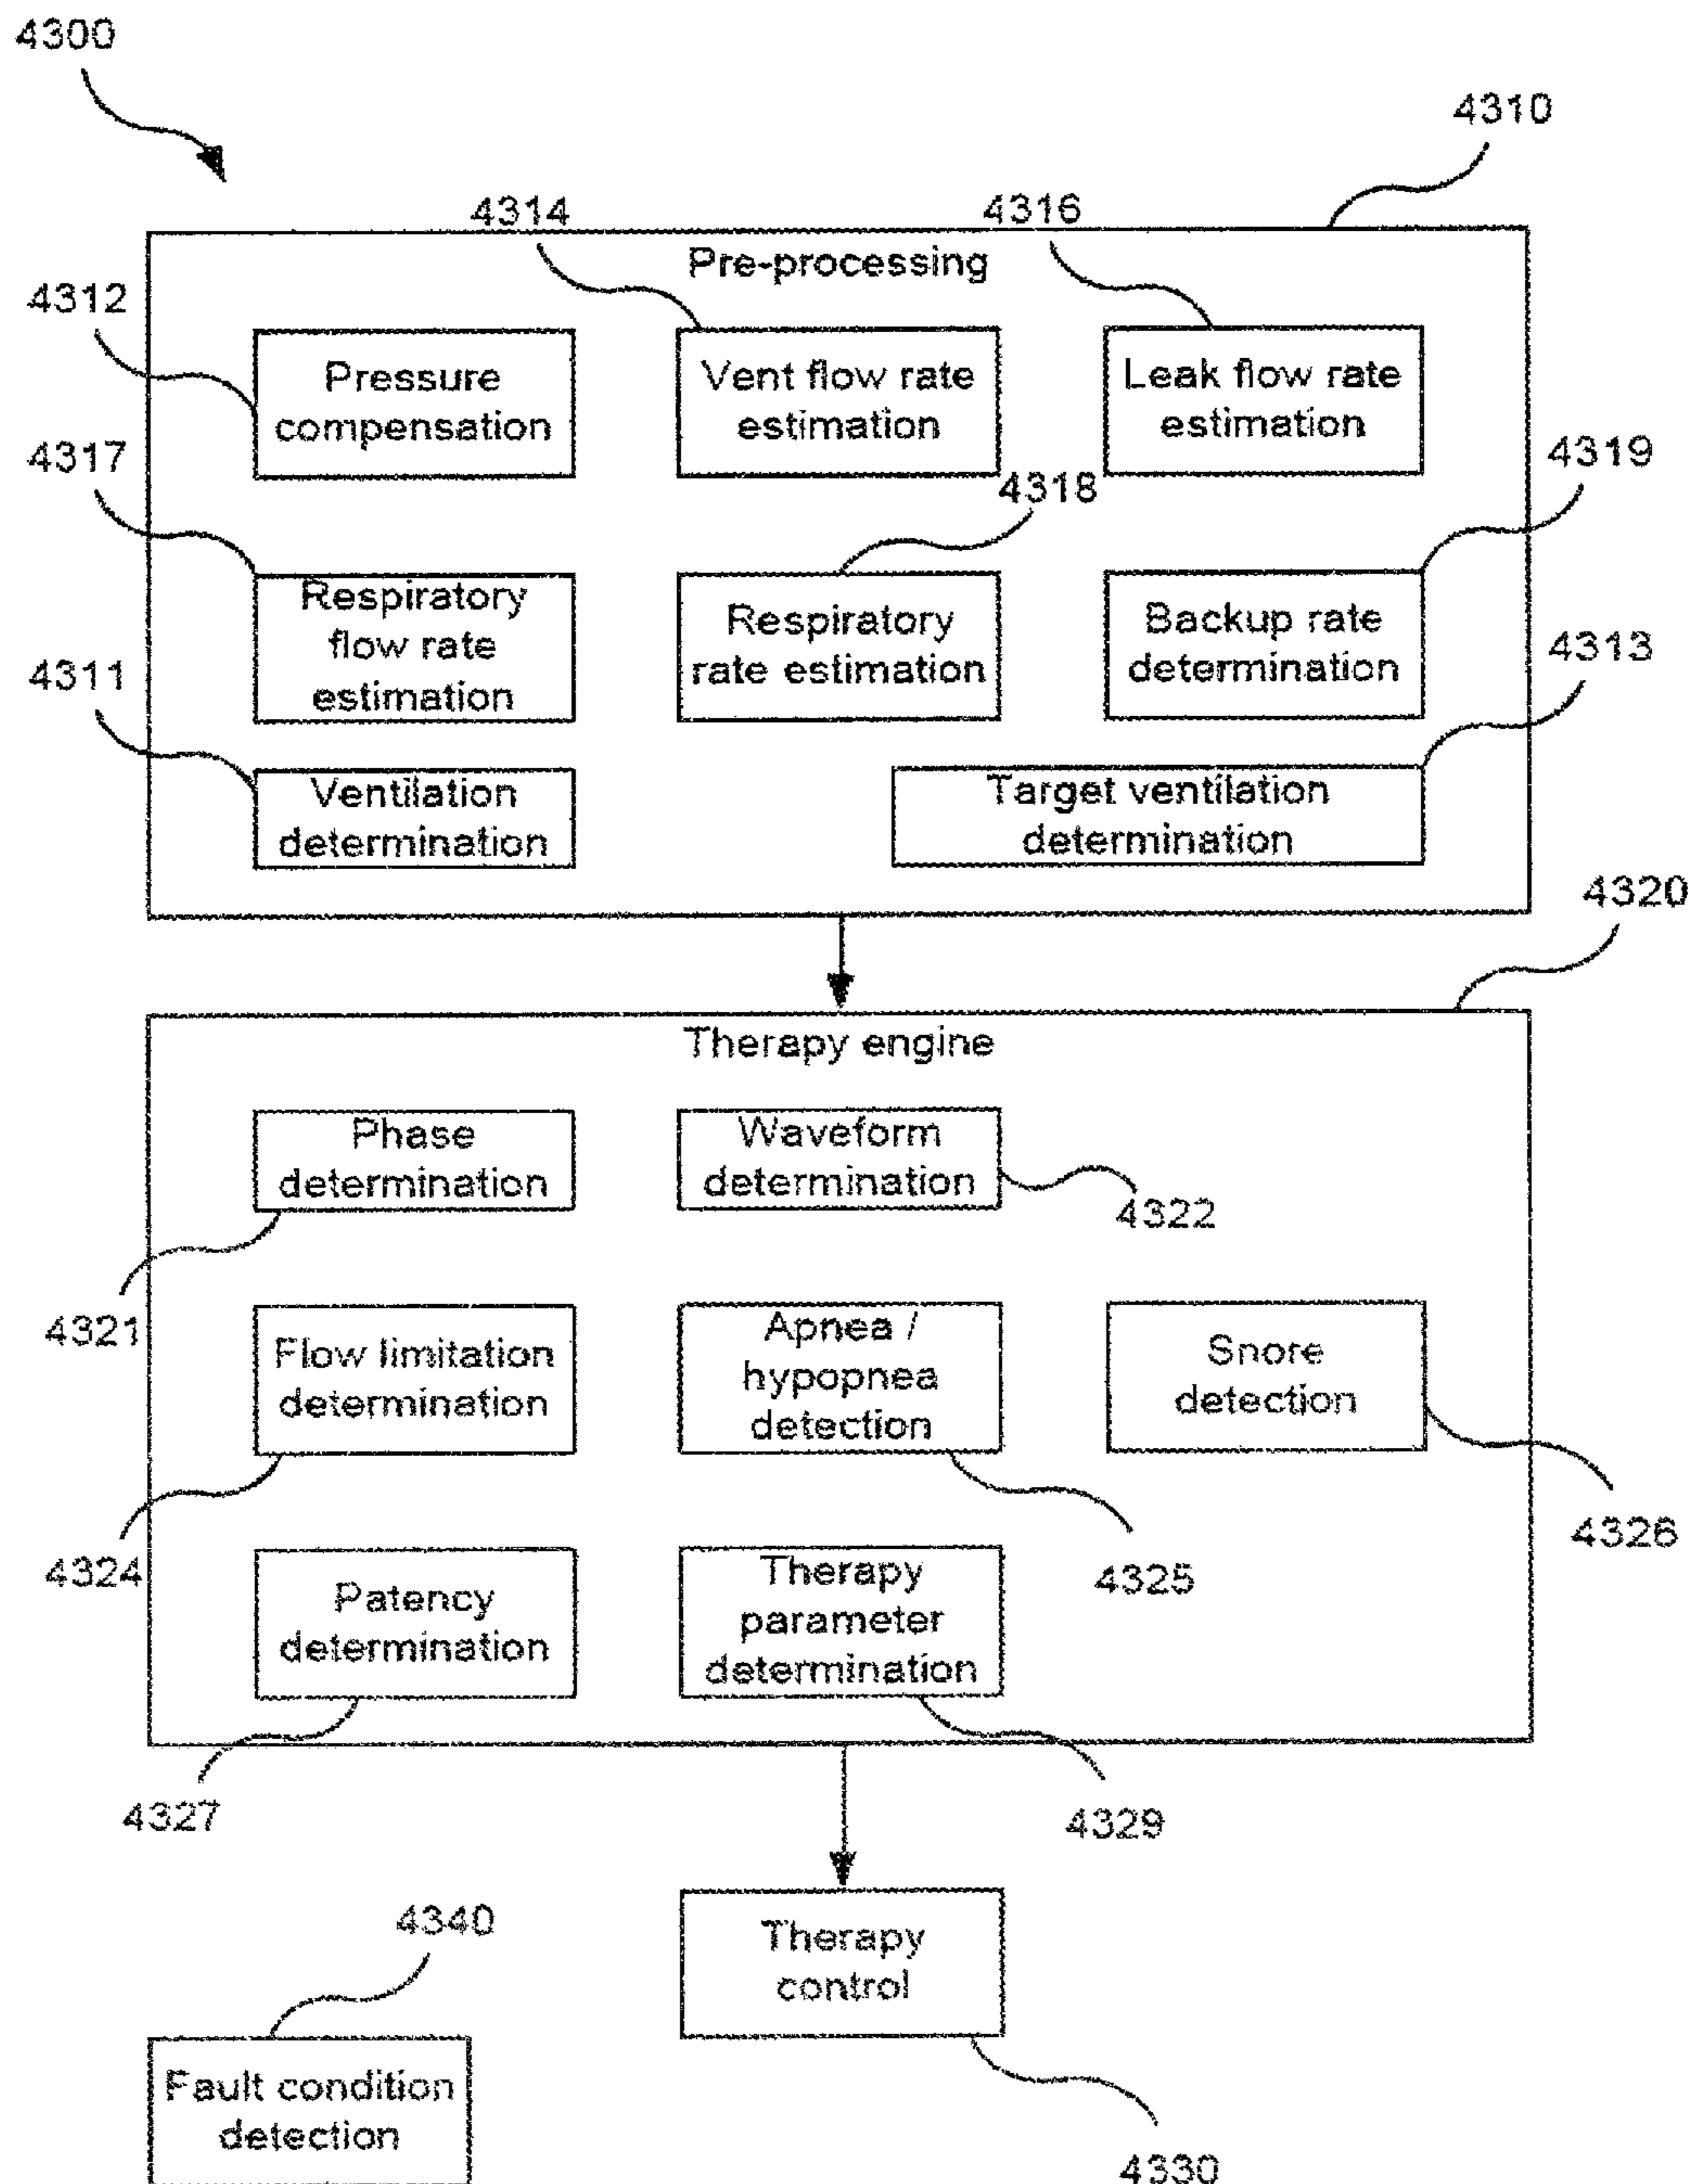 4300
4310
4314
4316
Pre-processing
4312
Pressure
compensation
Vent flow rate
estimation
Leak flow rate
estimation
4317
4318
4319
Respiratory
flow rate
estimation
Respiratory
rate estimation
Backup rate
determination
4311
4313
Ventilation
determination
Target ventilation
determination
4320
Therapy engine
Phase
determination
Waveform
determination
4322
4321
Flow limitation
determination
Apnea /
hypopnea
detection
Snore
detection
4324
4325
4326
Patency
determination
Therapy
parameter
determination
4327
4329
4340
Therapy
control
Fault condition
detection
4330